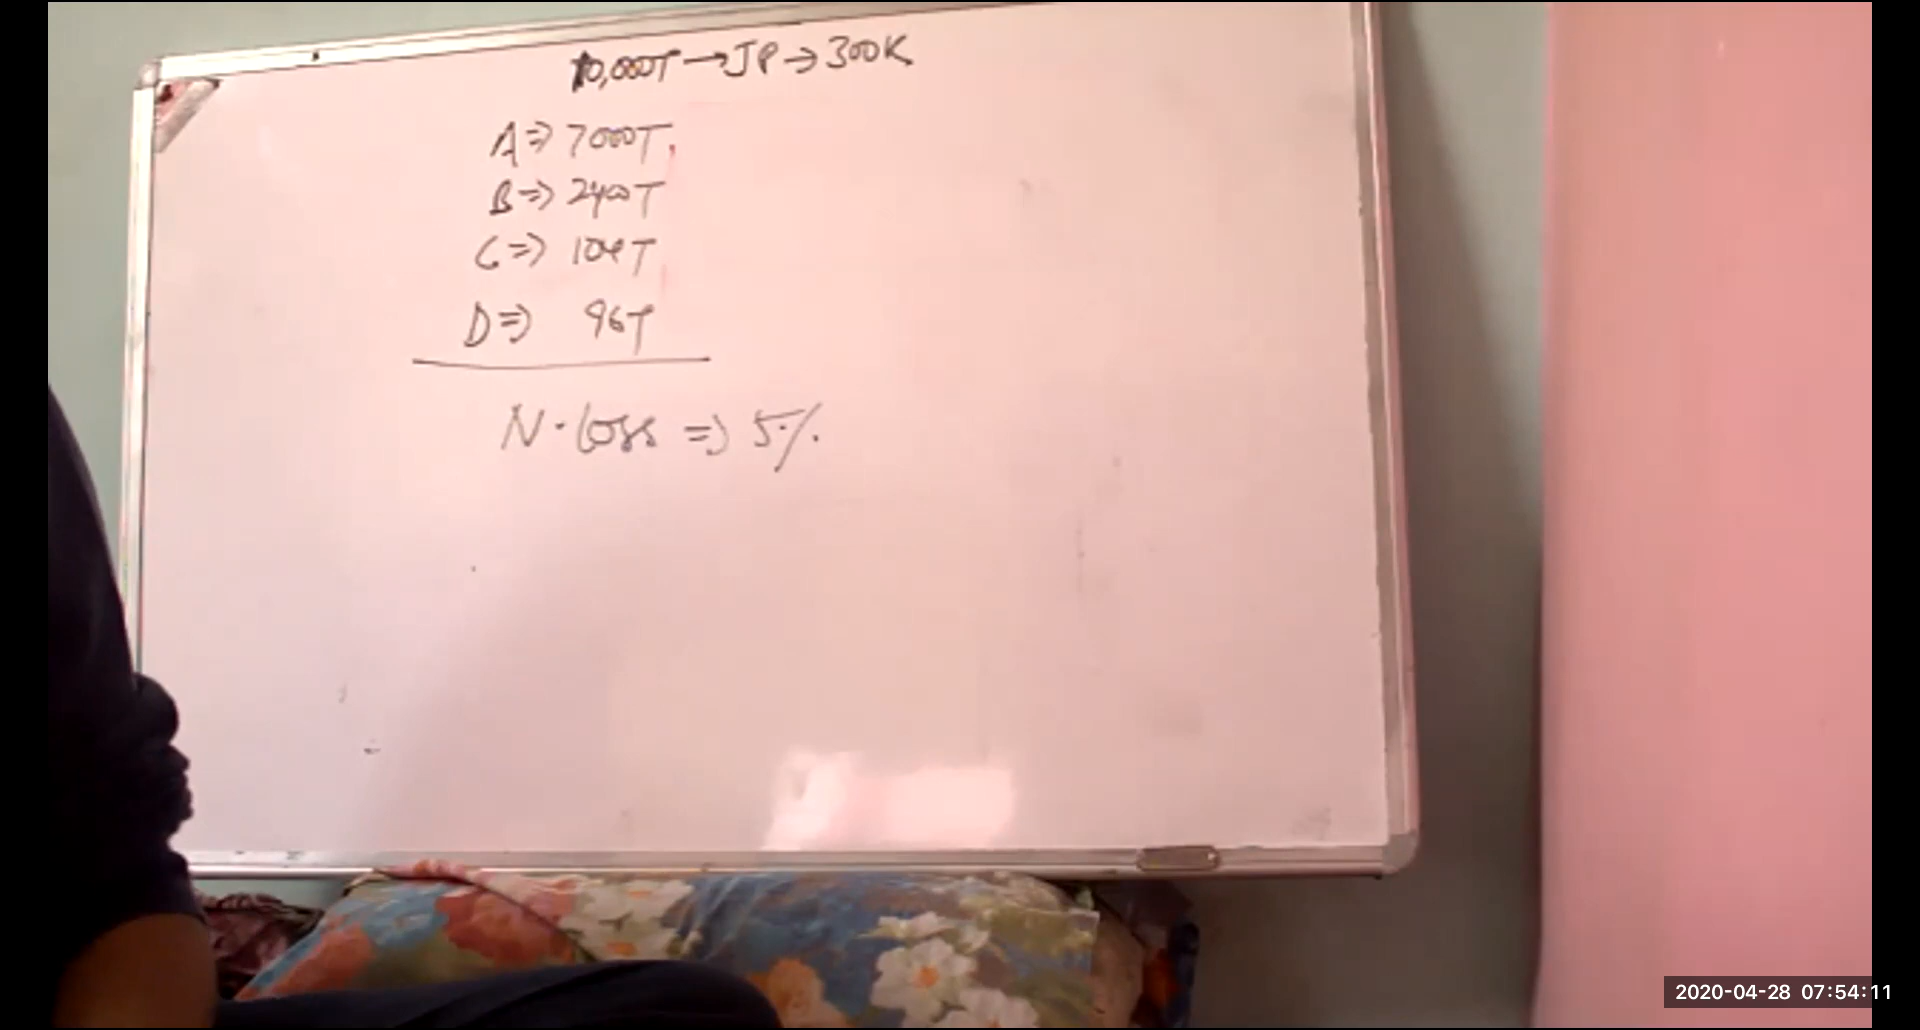 10,000T → JP → 300K
A ⇒ 7000T.
B ⇒ 2400T
C ⇒ 104T
D ⇒ 96T
N. loss ⇒ 5%.
2020-04-28 07:54:11